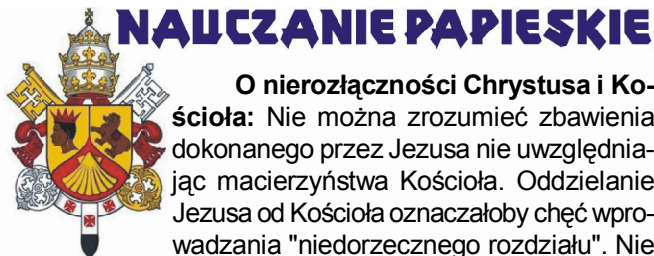 NAUCZANIE PAPIESKIE
O nierozłączności Chrystusa i Ko-
ścioła: Nie można zrozumieć zbawienia
dokonanego przez Jezusa nie uwzględnia-
jąc macierzyństwa Kościoła. Oddzielanie
Jezusa od Kościoła oznaczałoby chęć wpro-
wadzania "niedorzecznego rozdziału". Nie